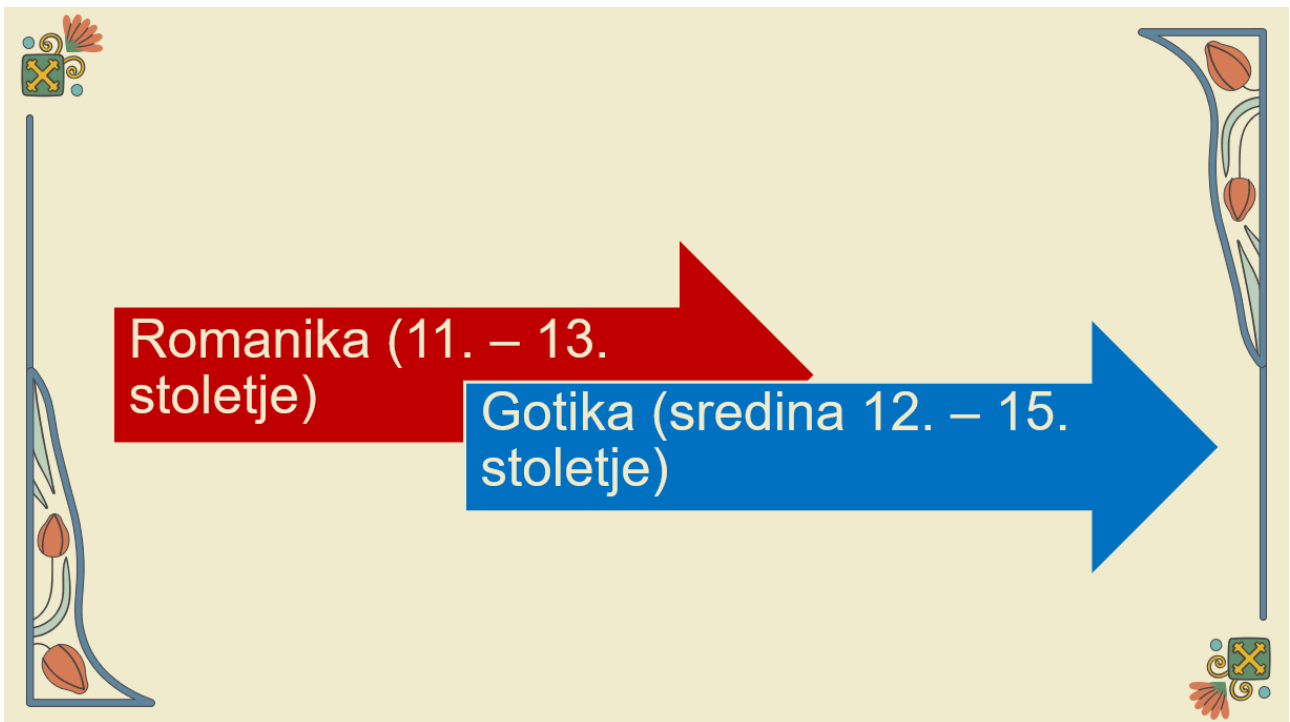 Romanika (11. – 13.
stoletje)
Gotika (sredina 12. – 15.
stoletje)